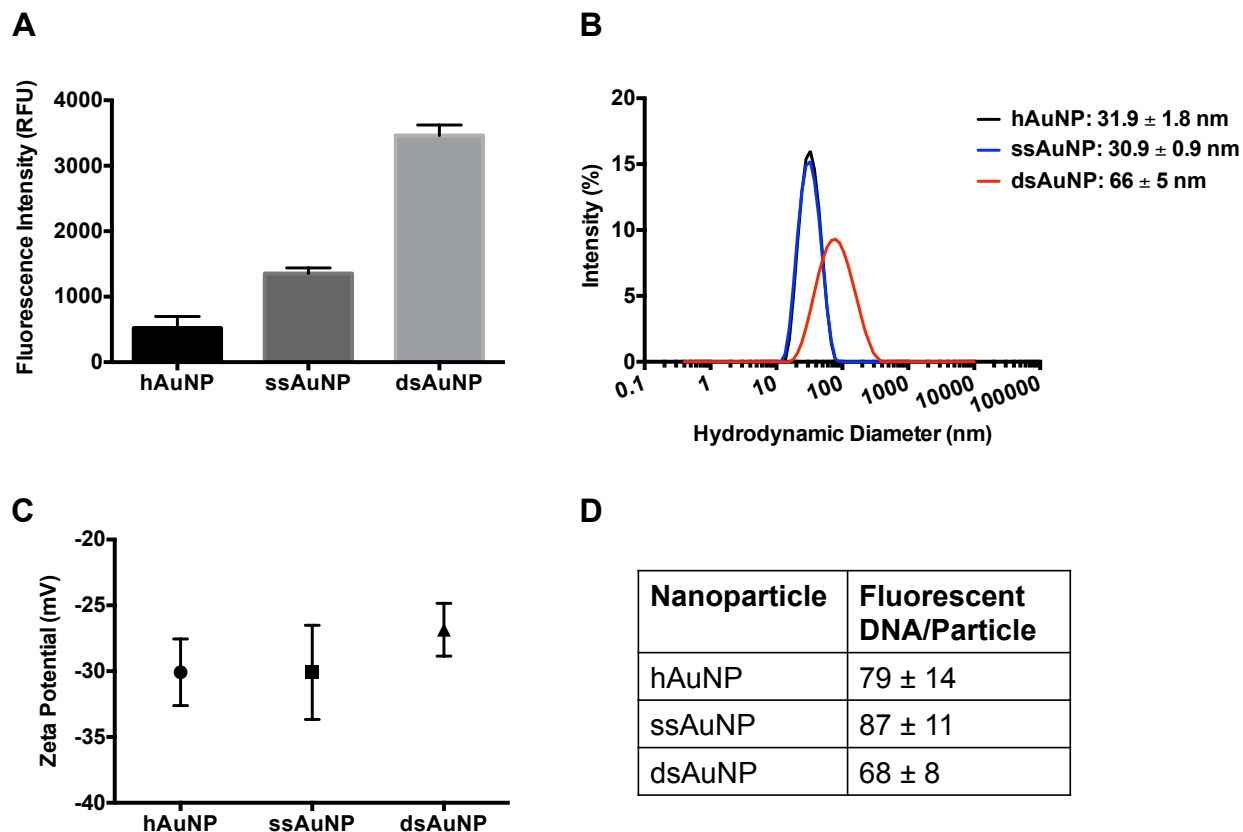 A
Fluorescence Intensity (RFU)
4000
3000
2000
1000
0
hAuNP
ssAuNP
dsAuNP
B
Intensity (%)
20
15
10
5
0
0.1
1
10
100
1000
10000
100000
Hydrodynamic Diameter (nm)
hAuNP: 31.9 ± 1.8 nm
ssAuNP: 30.9 ± 0.9 nm
dsAuNP: 66 ± 5 nm
C
Zeta Potential (mV)
-20
-25
-30
-35
-40
hAuNP
ssAuNP
dsAuNP
D
Nanoparticle
Fluorescent
DNA/Particle
hAuNP
79 ± 14
ssAuNP
87 ± 11
dsAuNP
68 ± 8